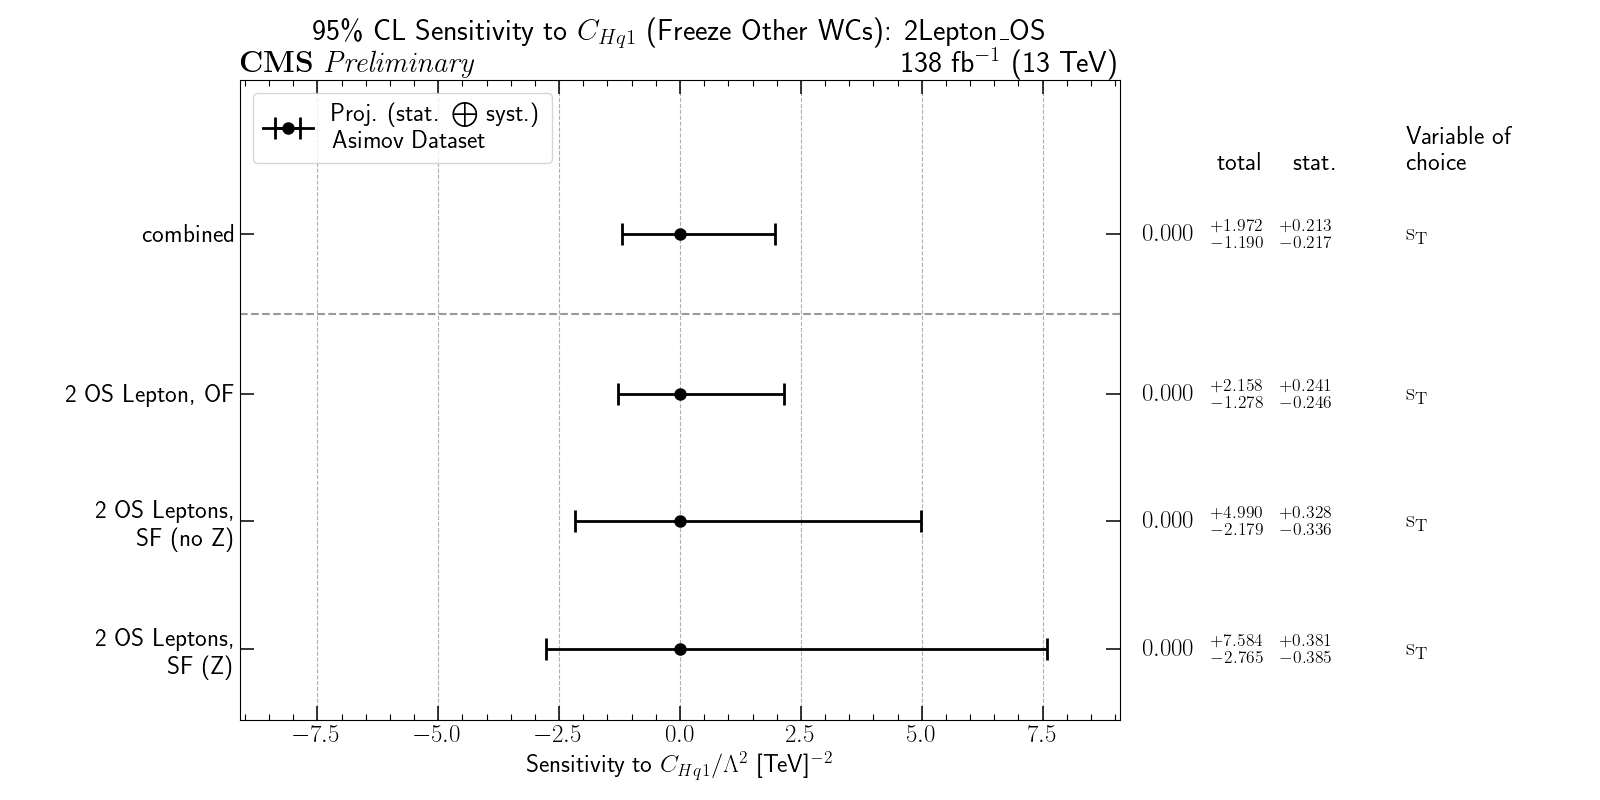 95% CL Sensitivity to C_{Hq1} (Freeze Other WCs): 2Lepton_OS
CMS Preliminary 138 fb⁻¹ (13 TeV)
Proj. (stat. ⨁ syst.)
Asimov Dataset
Variable of
total stat. choice
combined 0.000 +1.972 −1.190 +0.213 −0.217 s_T
2 OS Lepton, OF 0.000 +2.158 −1.278 +0.241 −0.246 s_T
2 OS Leptons,
SF (no Z) 0.000 +4.990 −2.179 +0.328 −0.336 s_T
2 OS Leptons,
SF (Z) 0.000 +7.584 −2.765 +0.381 −0.385 s_T
−7.5 −5.0 −2.5 0.0 2.5 5.0 7.5
Sensitivity to C_{Hq1}/Λ² [TeV]⁻²